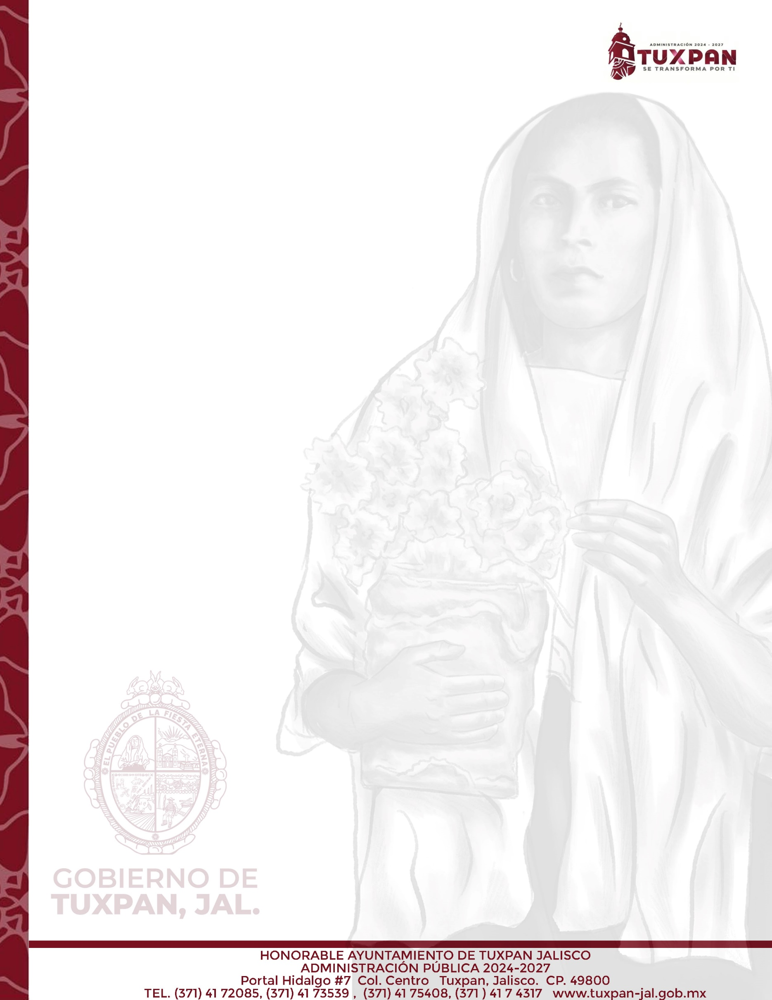 ADMINISTRACIÓN 2024 - 2027
TUXPAN
SE TRANSFORMA POR TI
EL PUEBLO DE LA FIESTA ETERNA
GOBIERNO DE
TUXPAN, JAL.
HONORABLE AYUNTAMIENTO DE TUXPAN JALISCO
ADMINISTRACIÓN PÚBLICA 2024-2027
Portal Hidalgo #7 Col. Centro Tuxpan, Jalisco. CP. 49800
TEL. (371) 41 72085, (371) 41 73539 , (371) 41 75408, (371 ) 41 7 4317 www.tuxpan-jal.gob.mx